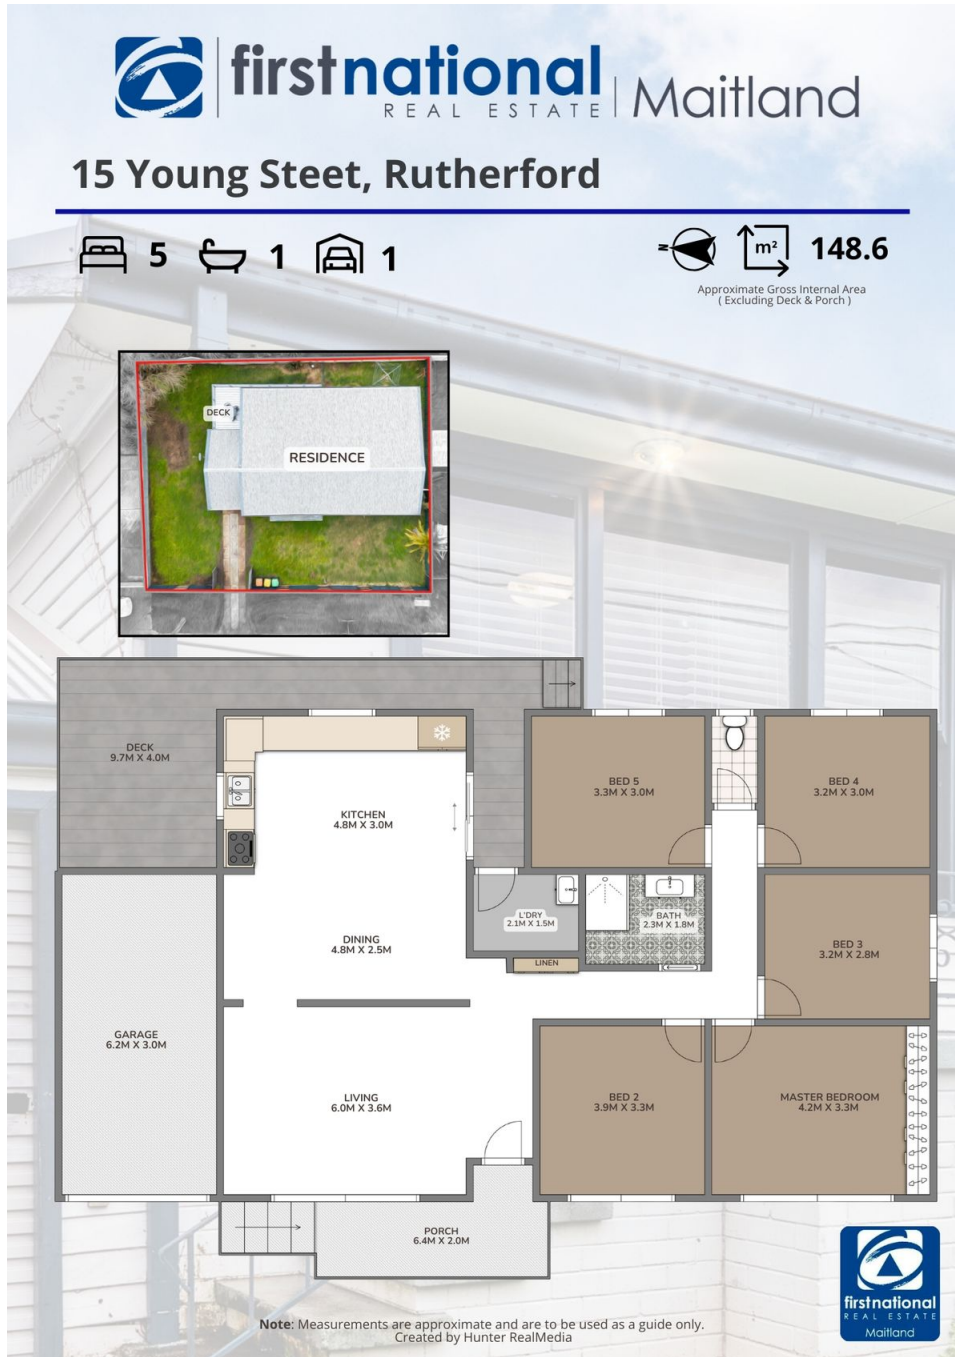 firstnational
REAL ESTATE
Maitland
15 Young Steet, Rutherford
5
1
1
N
m²
148.6
Approximate Gross Internal Area
( Excluding Deck & Porch )
DECK
RESIDENCE
DECK
9.7M X 4.0M
KITCHEN
4.8M X 3.0M
BED 5
3.3M X 3.0M
BED 4
3.2M X 3.0M
DINING
4.8M X 2.5M
L'DRY
2.1M X 1.5M
BATH
2.3M X 1.8M
LINEN
BED 3
3.2M X 2.8M
GARAGE
6.2M X 3.0M
LIVING
6.0M X 3.6M
BED 2
3.9M X 3.3M
MASTER BEDROOM
4.2M X 3.3M
PORCH
6.4M X 2.0M
firstnational
REAL ESTATE
Maitland
Note: Measurements are approximate and are to be used as a guide only.
Created by Hunter RealMedia